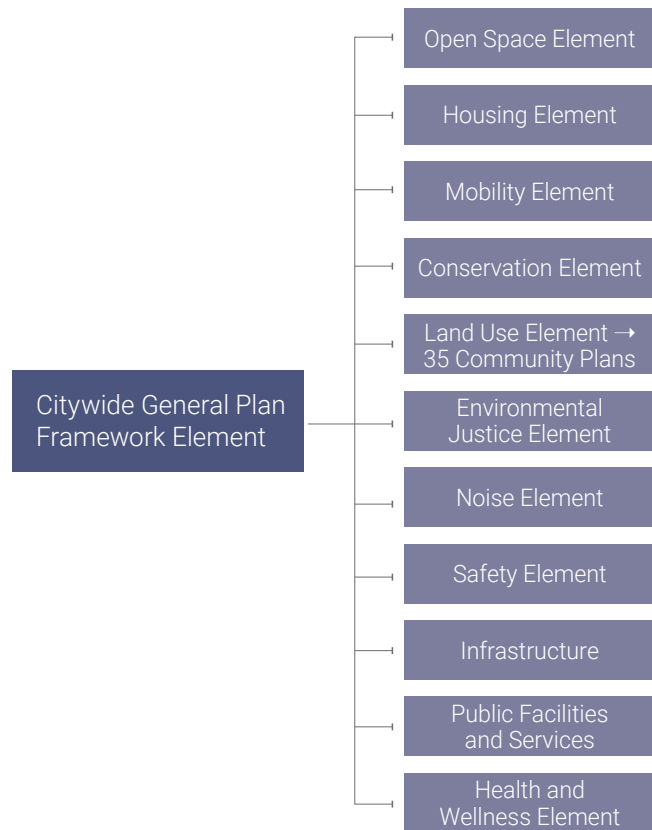 Open Space Element
Housing Element
Mobility Element
Conservation Element
Land Use Element →
35 Community Plans
Citywide General Plan
Framework Element
Environmental
Justice Element
Noise Element
Safety Element
Infrastructure
Public Facilities
and Services
Health and
Wellness Element